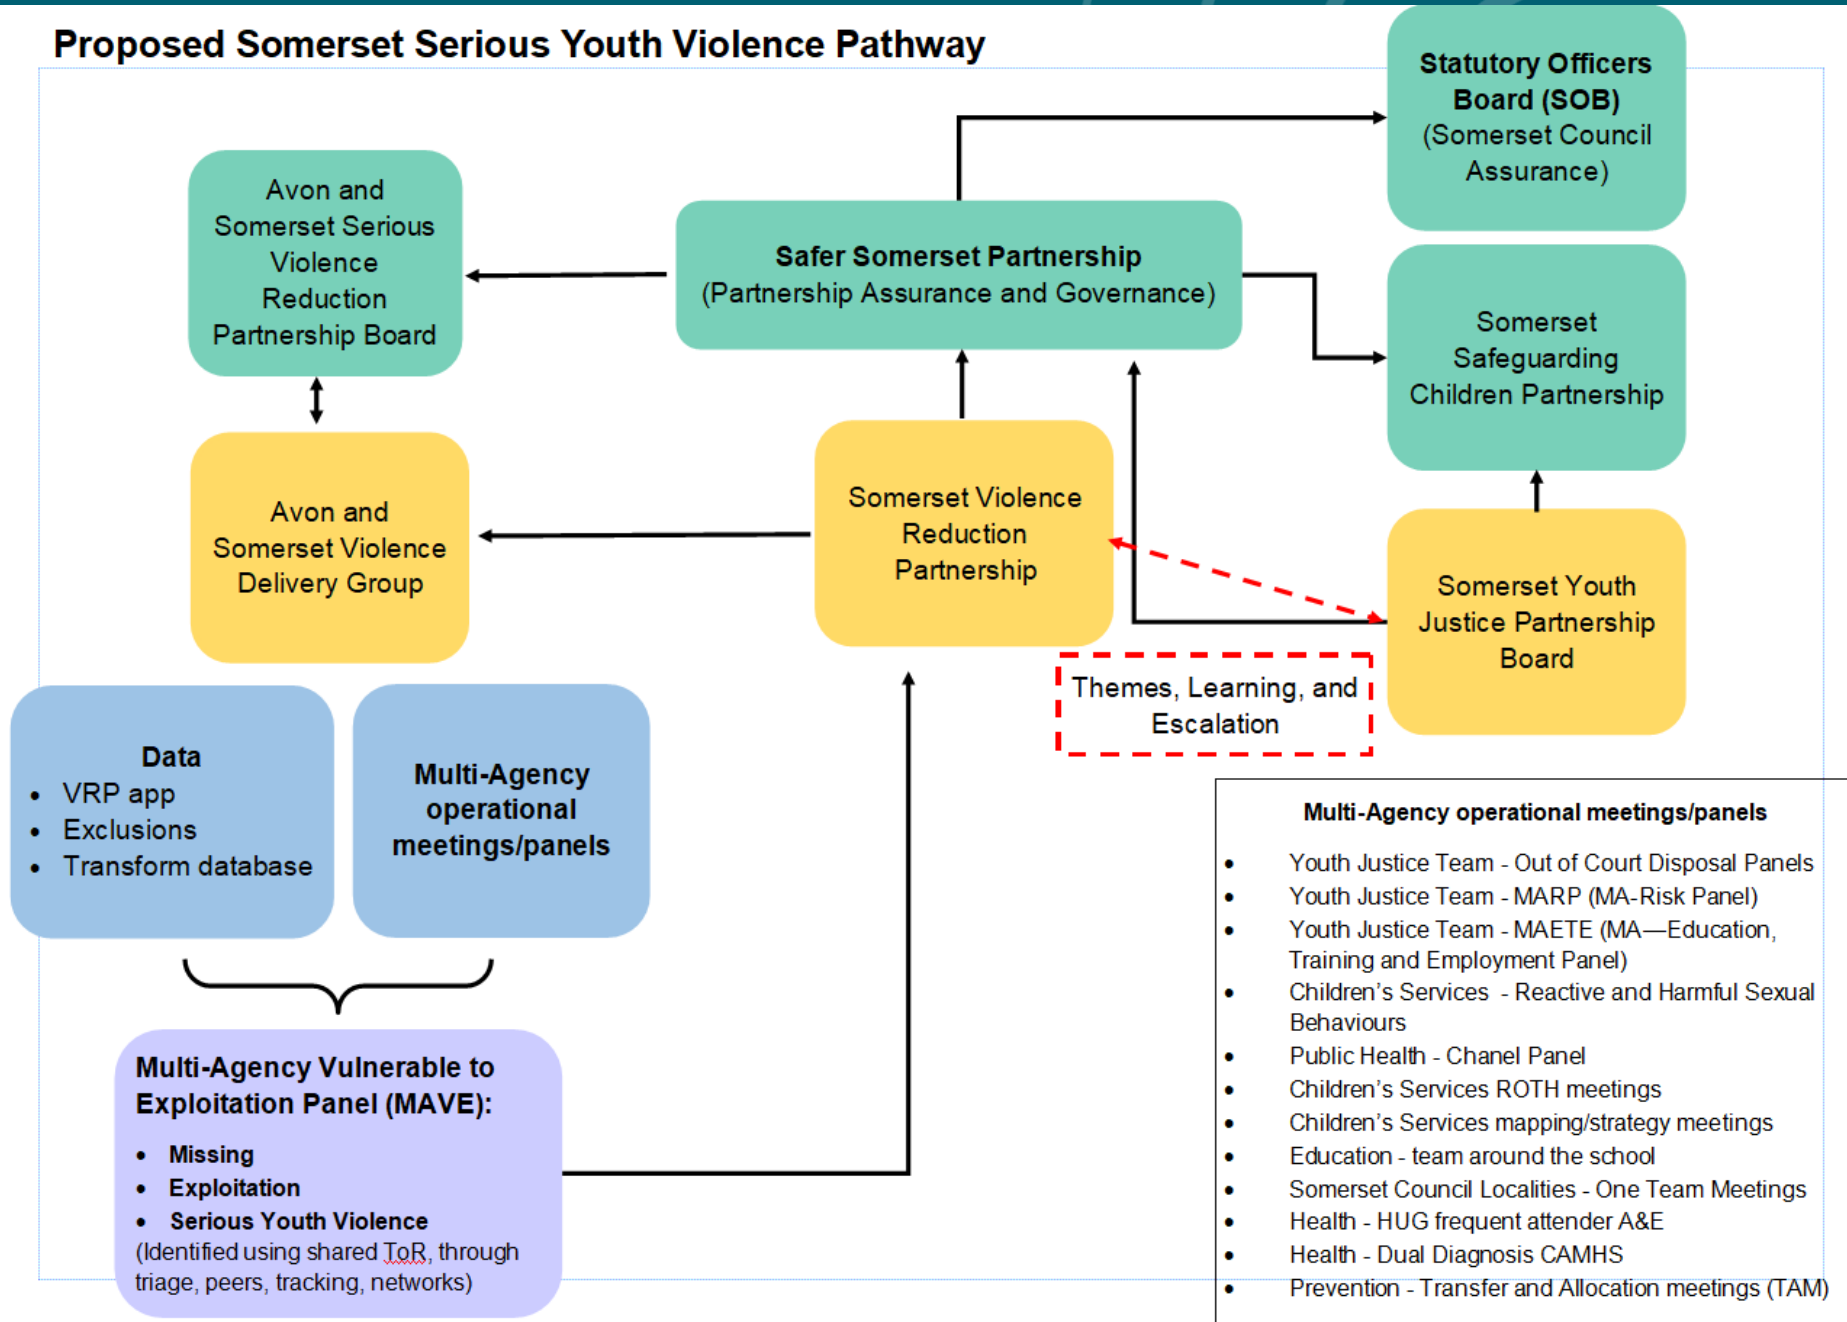 Proposed Somerset Serious Youth Violence Pathway
Statutory Officers
Board (SOB)
(Somerset Council
Assurance)
Avon and
Somerset Serious
Violence
Reduction
Partnership Board
Safer Somerset Partnership
(Partnership Assurance and Governance)
Somerset
Safeguarding
Children Partnership
Avon and
Somerset Violence
Delivery Group
Somerset Violence
Reduction
Partnership
Somerset Youth
Justice Partnership
Board
Themes, Learning, and
Escalation
Data
• VRP app
• Exclusions
• Transform database
Multi-Agency
operational
meetings/panels
Multi-Agency Vulnerable to
Exploitation Panel (MAVE):
• Missing
• Exploitation
• Serious Youth Violence
(Identified using shared ToR, through
triage, peers, tracking, networks)
Multi-Agency operational meetings/panels
• Youth Justice Team - Out of Court Disposal Panels
• Youth Justice Team - MARP (MA-Risk Panel)
• Youth Justice Team - MAETE (MA—Education,
Training and Employment Panel)
• Children’s Services  - Reactive and Harmful Sexual
Behaviours
• Public Health - Chanel Panel
• Children’s Services ROTH meetings
• Children’s Services mapping/strategy meetings
• Education - team around the school
• Somerset Council Localities - One Team Meetings
• Health - HUG frequent attender A&E
• Health - Dual Diagnosis CAMHS
• Prevention - Transfer and Allocation meetings (TAM)